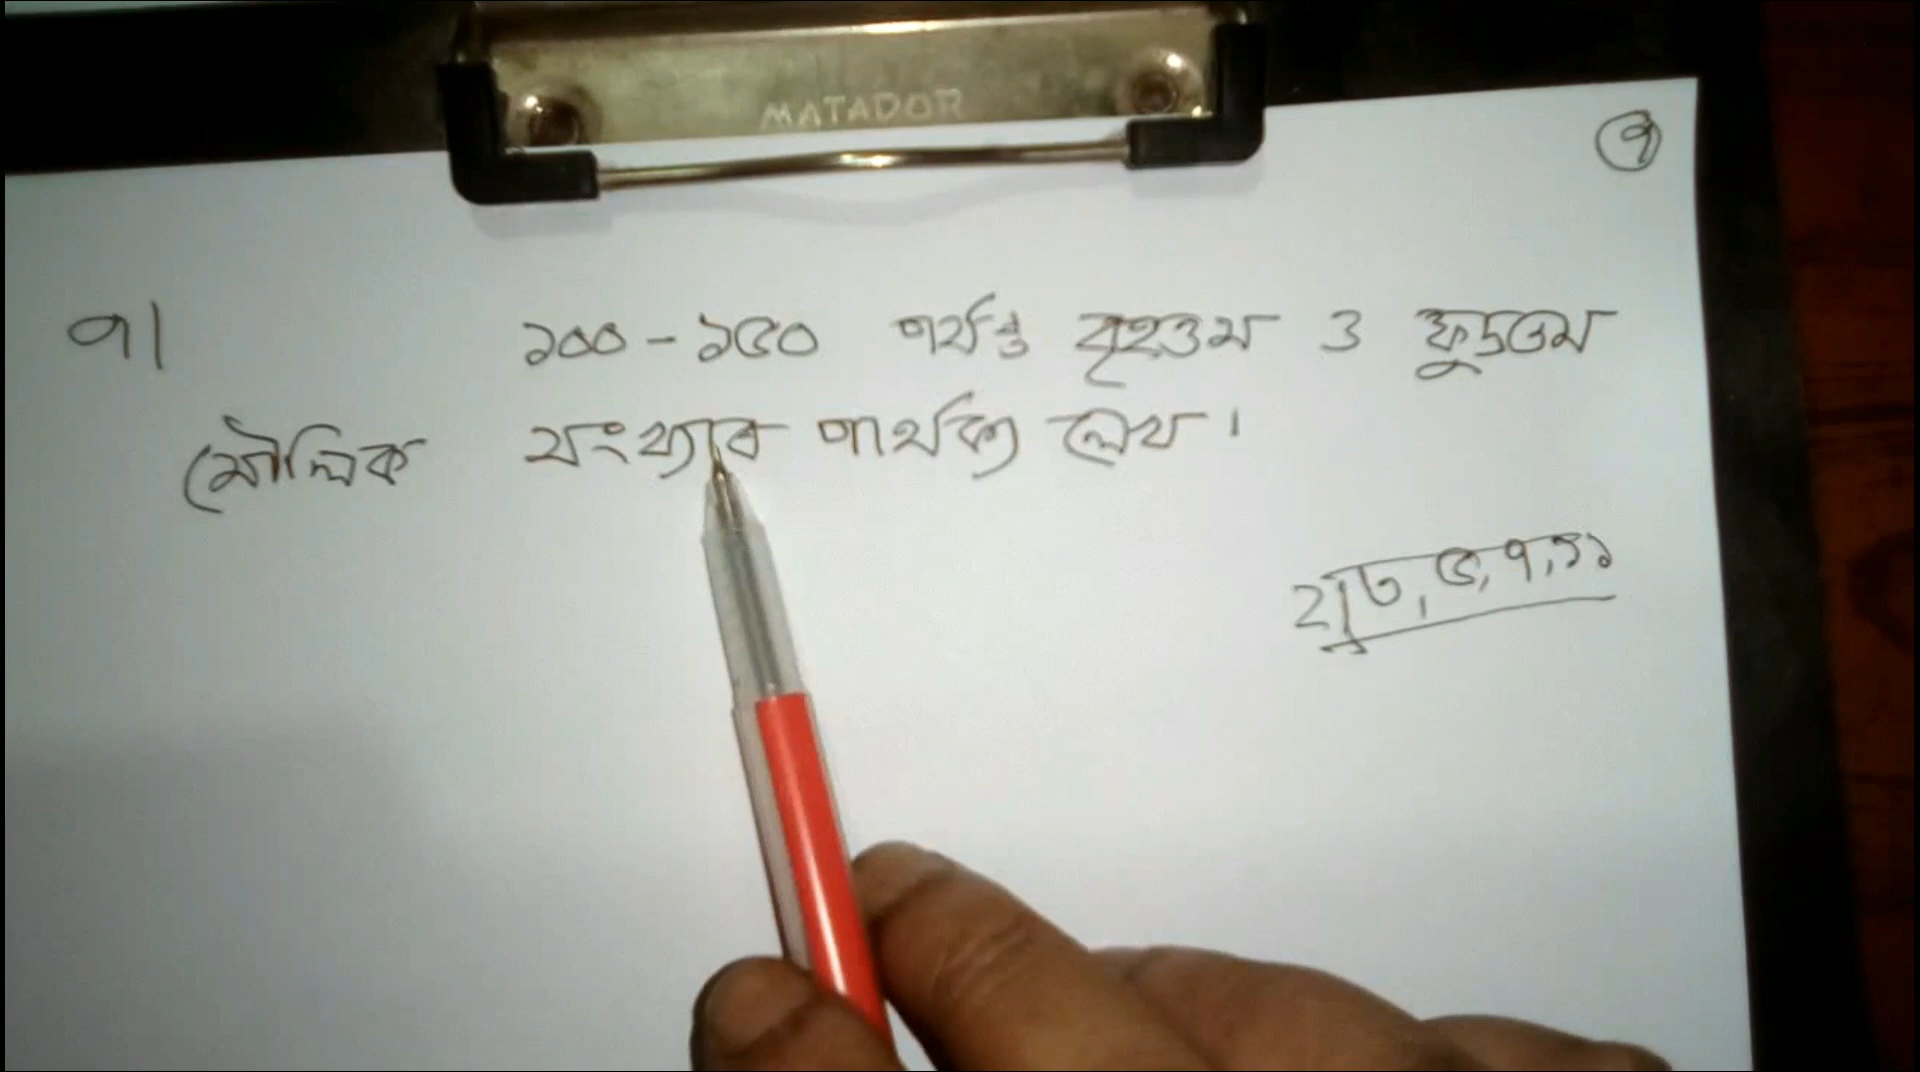 MATADOR
৭
৭। ১০০-১৫০ পর্যন্ত বৃহত্তম ও ক্ষুদ্রতম
মৌলিক সংখ্যার পার্থক্য লেখ।
২, ৩, ৫, ৭, ১১